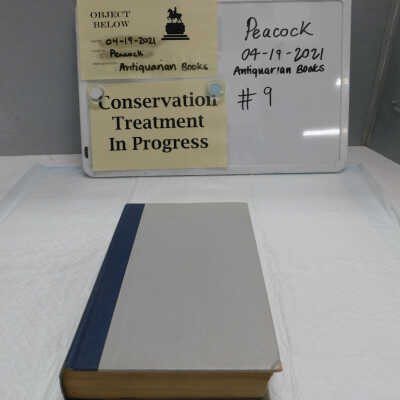 OBJECT
BELOW
04-19-2021
Peacock
Antiquarian Books
Conservation
Treatment
In Progress
Peacock
04-19-2021
Antiquarian Books
#9